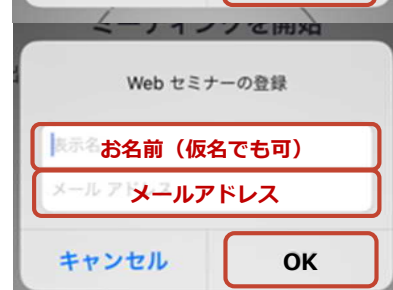 ミーティングを開始
Web セミナーの登録
表示名
お名前（仮名でも可）
メール アドレス
メールアドレス
キャンセル
OK